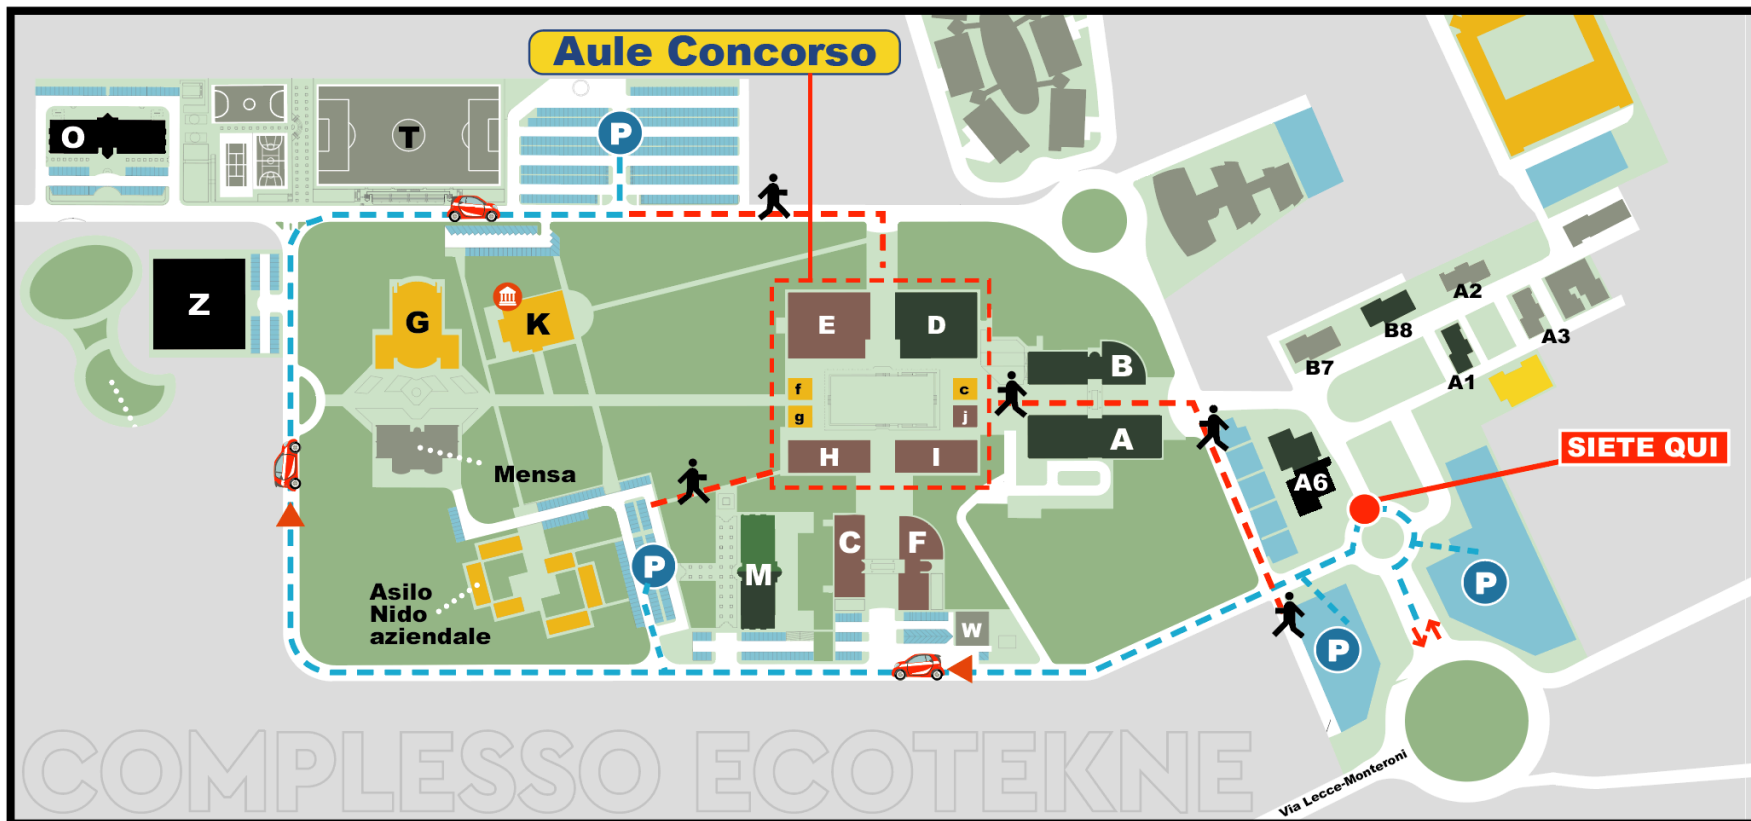 Aule Concorso
O
T
P
Z
G
K
E
D
B
f
c
g
j
A
H
I
Mensa
A2
B8
A3
B7
A1
SIETE QUI
A6
C
F
P
M
P
Asilo
Nido
aziendale
W
P
COMPLESSO ECOTEKNE
Via Lecce-Monteroni